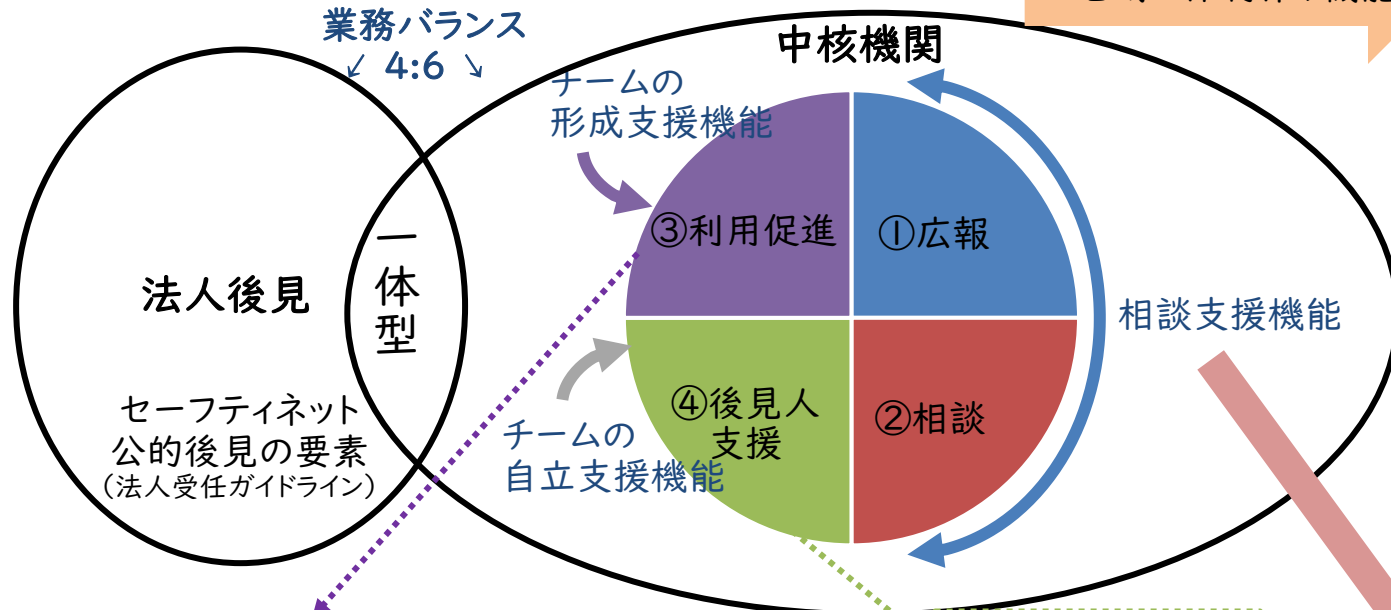 業務バランス
↙ 4:6 ↘
中核機関
チームの
形成支援機能
③利用促進
①広報
法人後見
一体型
相談支援機能
セーフティネット
公的後見の要素
(法人受任ガイドライン)
④後見人
支援
②相談
チームの
自立支援機能